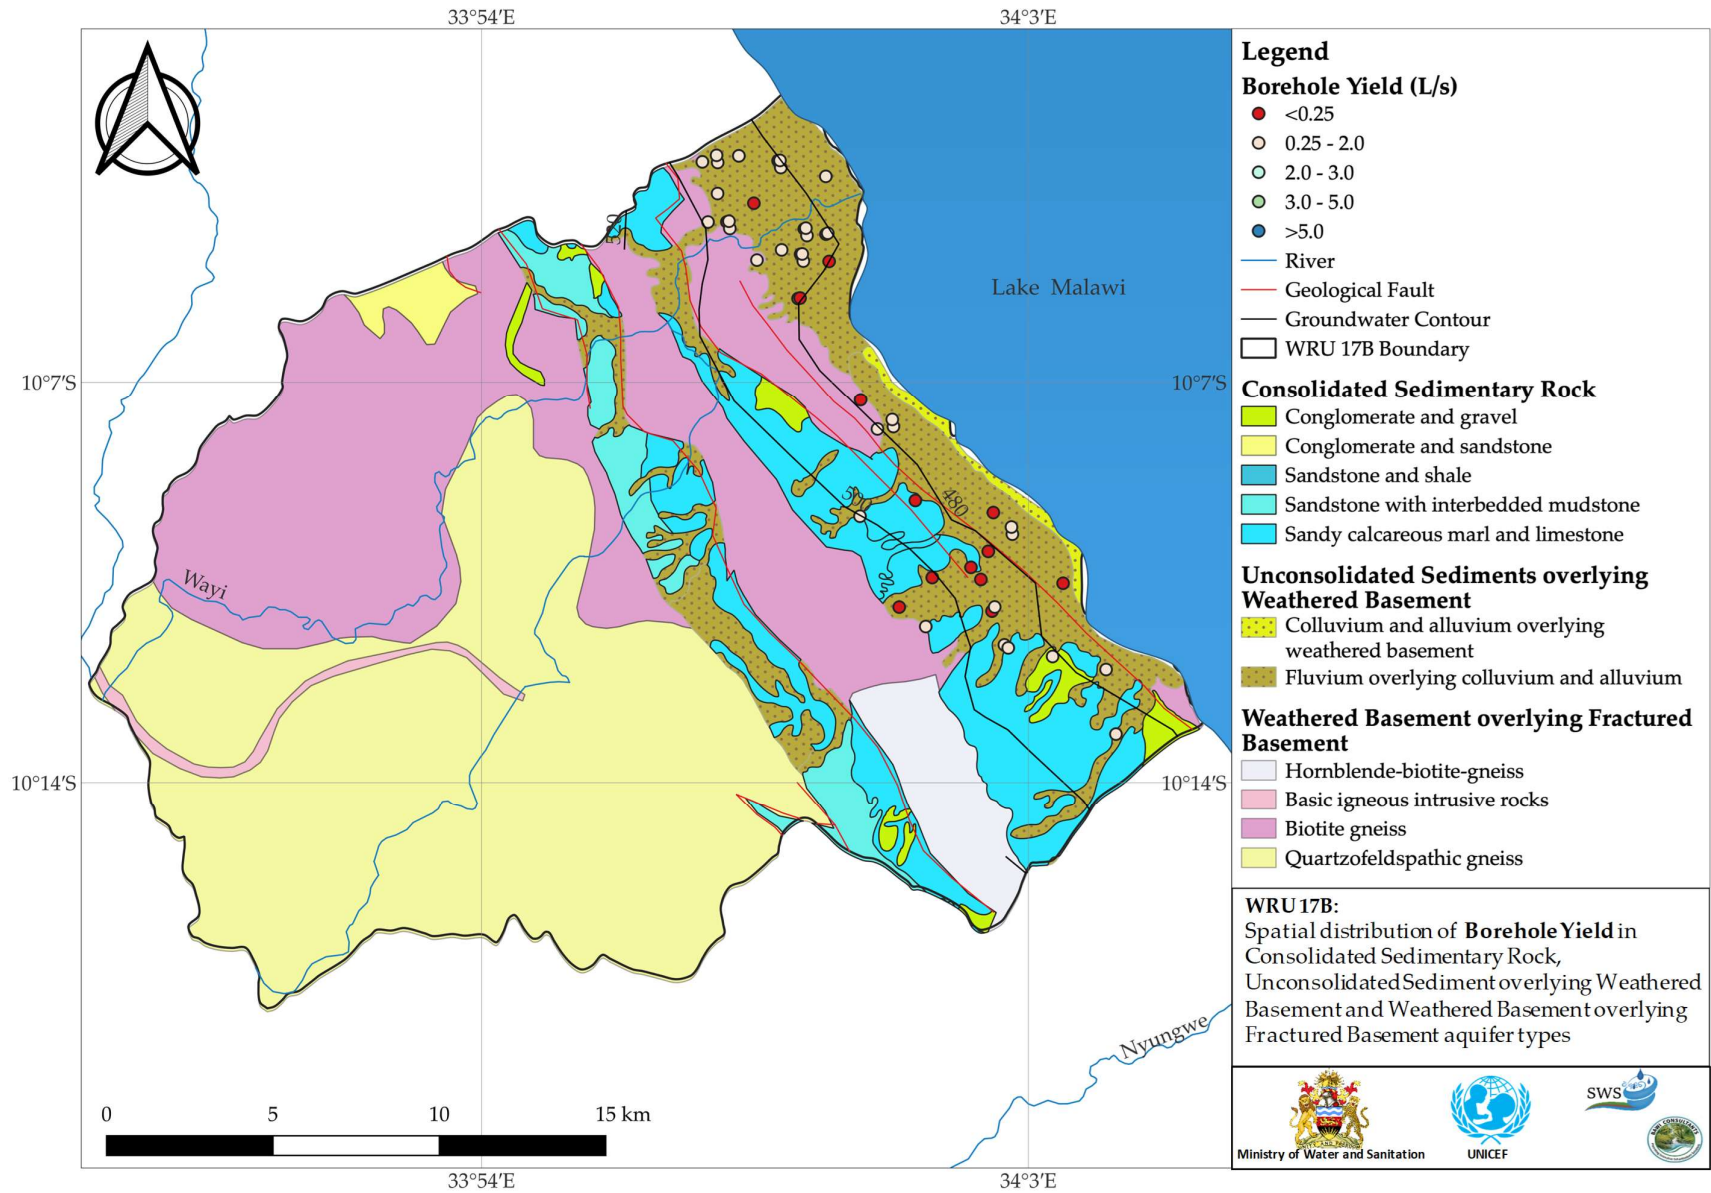 33°54′E
34°3′E
Lake Malawi
10°7′S
10°7′S
520
480
Wayi
10°14′S
10°14′S
Nyungwe
0 5 10 15 km
33°54′E
34°3′E
Legend
Borehole Yield (L/s)
<0.25
0.25 - 2.0
2.0 - 3.0
3.0 - 5.0
>5.0
River
Geological Fault
Groundwater Contour
WRU 17B Boundary
Consolidated Sedimentary Rock
Conglomerate and gravel
Conglomerate and sandstone
Sandstone and shale
Sandstone with interbedded mudstone
Sandy calcareous marl and limestone
Unconsolidated Sediments overlying
Weathered Basement
Colluvium and alluvium overlying
weathered basement
Fluvium overlying colluvium and alluvium
Weathered Basement overlying Fractured
Basement
Hornblende-biotite-gneiss
Basic igneous intrusive rocks
Biotite gneiss
Quartzofeldspathic gneiss
WRU 17B:
Spatial distribution of Borehole Yield in
Consolidated Sedimentary Rock,
Unconsolidated Sediment overlying Weathered
Basement and Weathered Basement overlying
Fractured Basement aquifer types
Ministry of Water and Sanitation
UNICEF
SWS